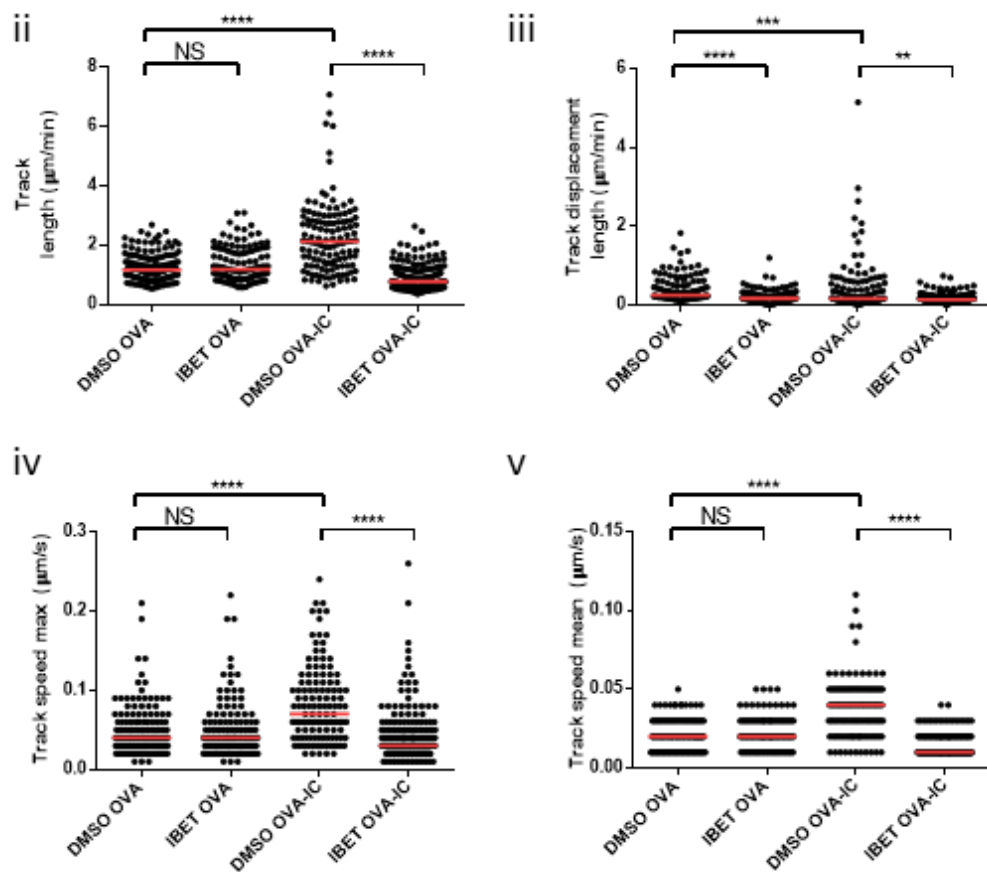 ii
****
NS
****
Track
length (µm/min)
8
6
4
2
0
DMSO OVA
IBET OVA
DMSO OVA-IC
IBET OVA-IC
iii
***
****
**
Track displacement
length (µm/min)
6
4
2
0
DMSO OVA
IBET OVA
DMSO OVA-IC
IBET OVA-IC
iv
****
NS
****
Track speed max (µm/s)
0.3
0.2
0.1
0.0
DMSO OVA
IBET OVA
DMSO OVA-IC
IBET OVA-IC
v
****
NS
****
Track speed mean (µm/s)
0.15
0.10
0.05
0.00
DMSO OVA
IBET OVA
DMSO OVA-IC
IBET OVA-IC